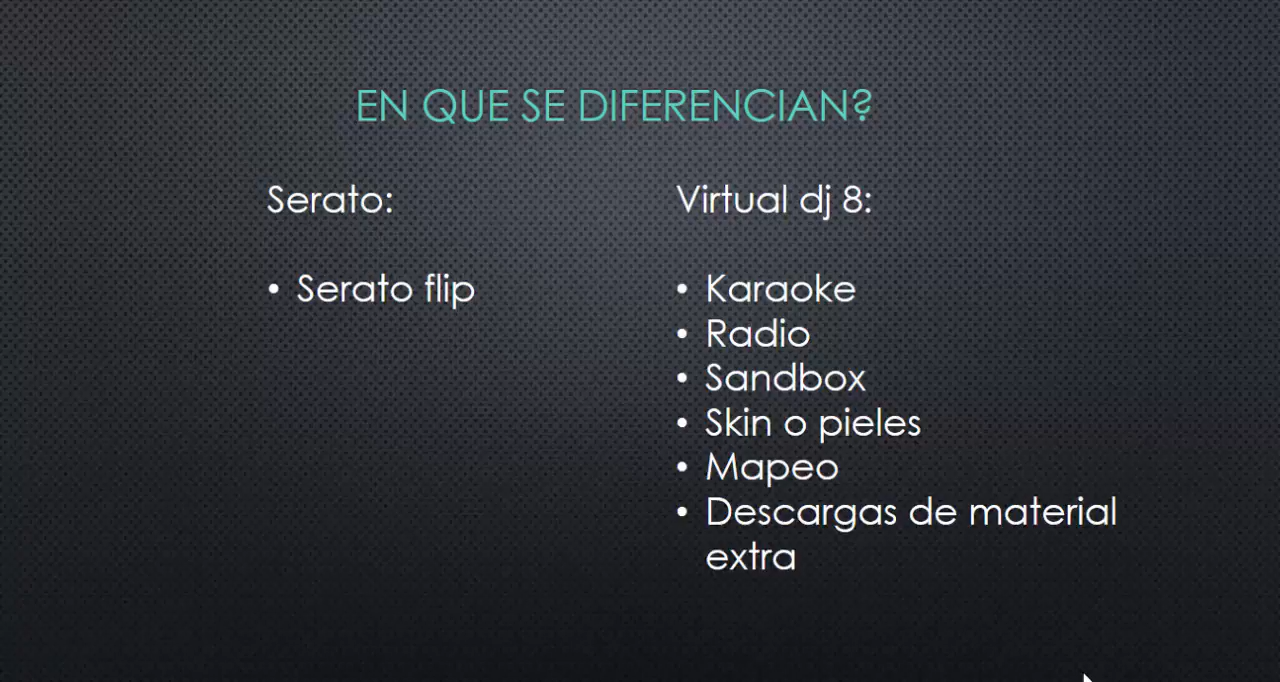 EN QUE SE DIFERENCIAN?
Serato:
• Serato flip
Virtual dj 8:
• Karaoke
• Radio
• Sandbox
• Skin o pieles
• Mapeo
• Descargas de material
extra